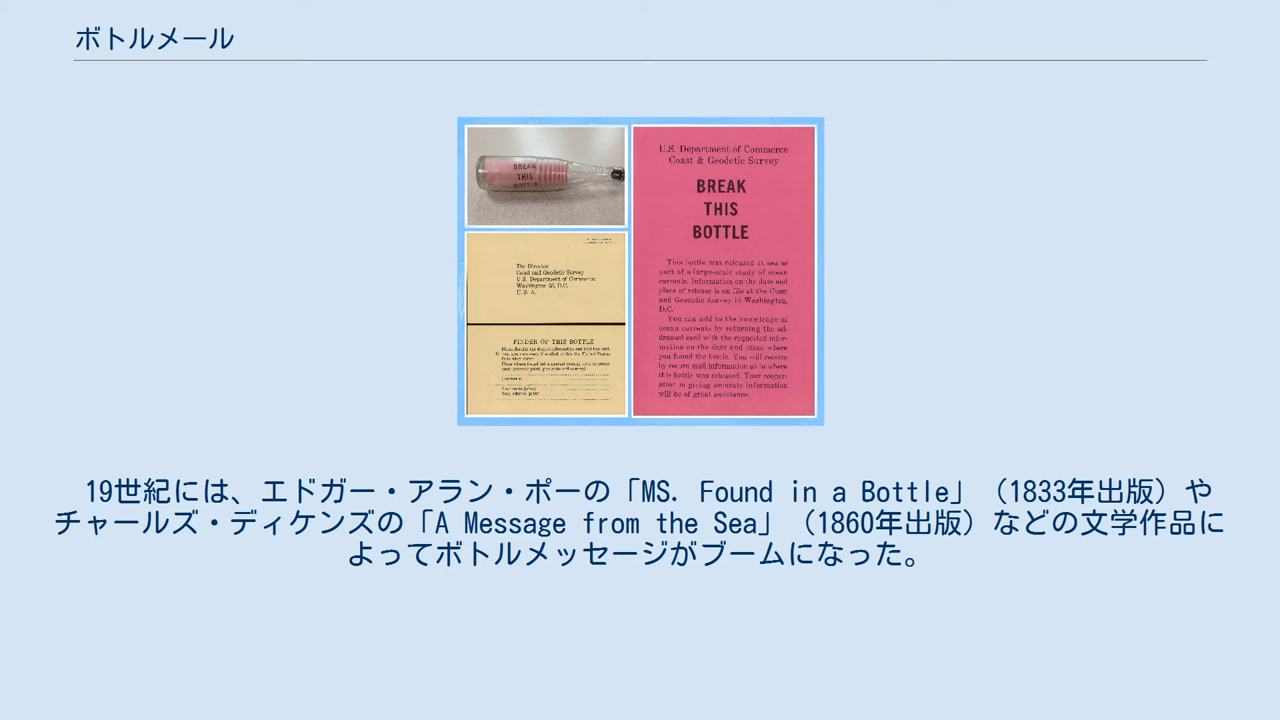 ボトルメール
BREAK
THIS
BOTTLE
U.S. Department of Commerce
Coast & Geodetic Survey
BREAK
THIS
BOTTLE
This bottle was released at sea as
part of a large-scale study of ocean
currents. Information on the date and
place of release is on file at the Coast
and Geodetic Survey in Washington,
D.C.
You can add to the knowledge of
ocean currents by returning the ad-
dressed card with the requested infor-
mation on the date and place where
you found the bottle. You will receive
by return mail information as to where
this bottle was released. Your cooper-
ation in giving accurate information
will be of great assistance.
The Director
Coast and Geodetic Survey
U.S. Department of Commerce
Washington 25, D.C.
U. S. A.
FINDER OF THIS BOTTLE
19世紀には、エドガー・アラン・ポーの「MS. Found in a Bottle」（1833年出版）や
チャールズ・ディケンズの「A Message from the Sea」（1860年出版）などの文学作品に
よってボトルメッセージがブームになった。